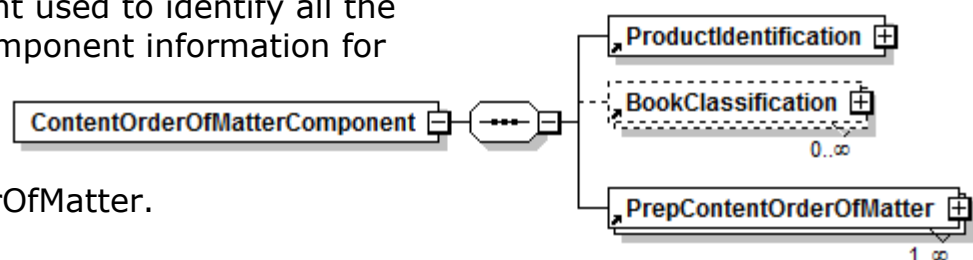 nt used to identify all the
mponent information for
rOfMatter.
ContentOrderOfMatterComponent
ProductIdentification
BookClassification
0..∞
PrepContentOrderOfMatter
1..∞